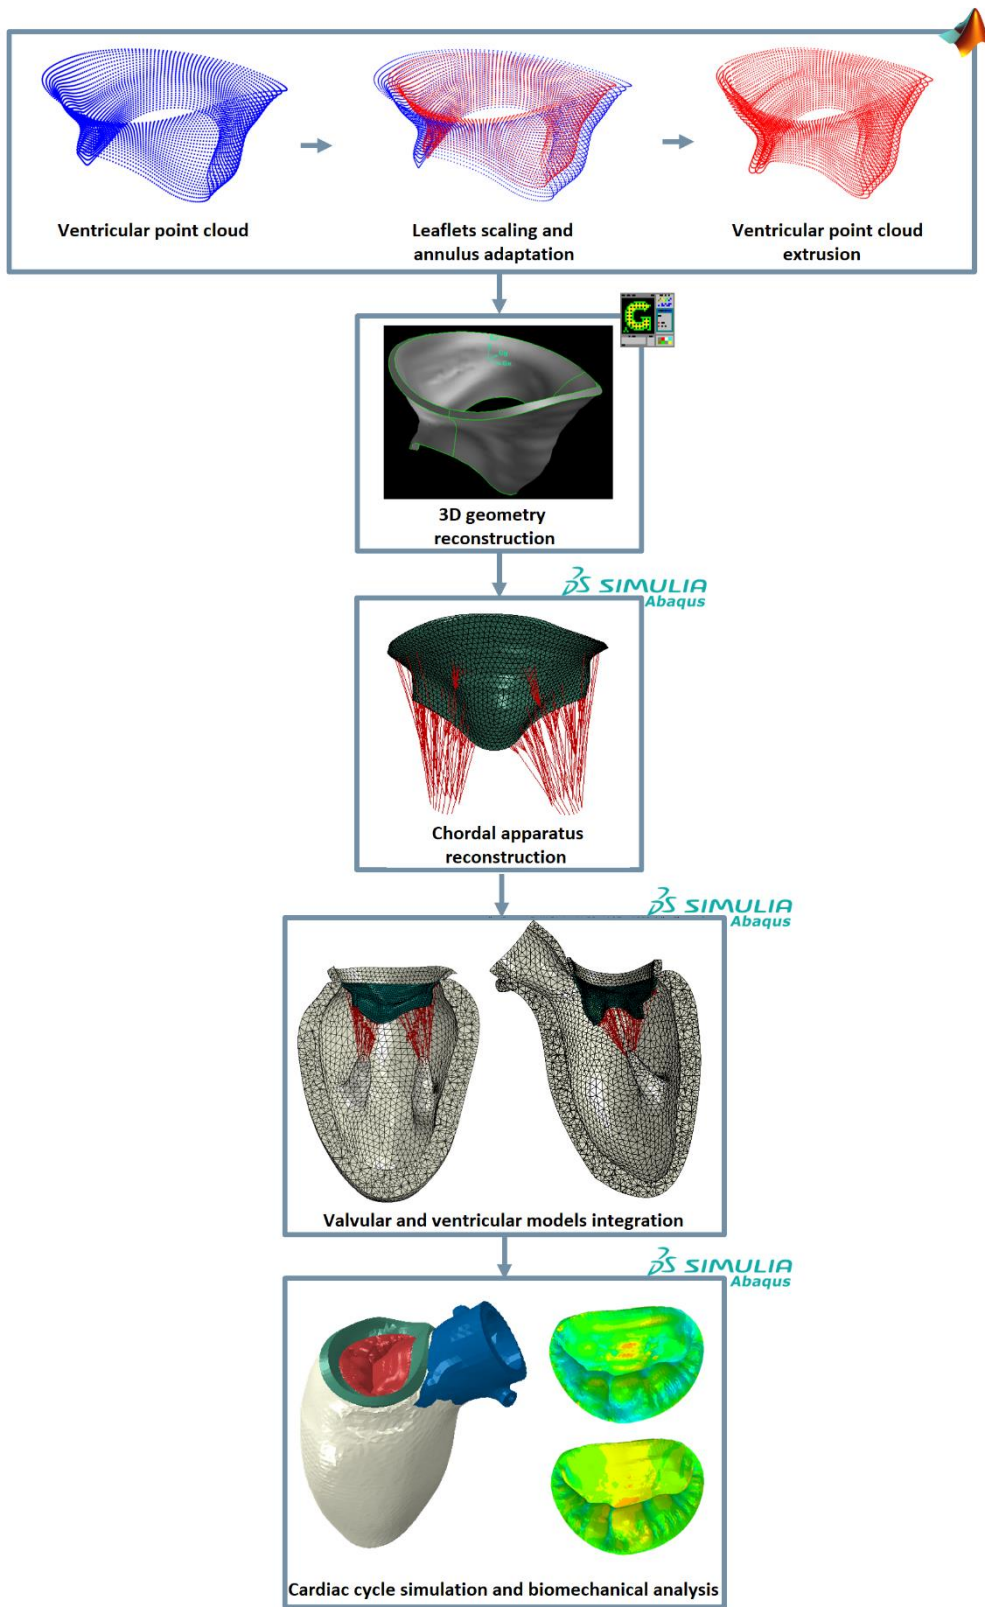 Ventricular point cloud
Leaflets scaling and
annulus adaptation
Ventricular point cloud
extrusion
G
3D geometry
reconstruction
SIMULIA
Abaqus
Chordal apparatus
reconstruction
SIMULIA
Abaqus
Valvular and ventricular models integration
SIMULIA
Abaqus
Cardiac cycle simulation and biomechanical analysis